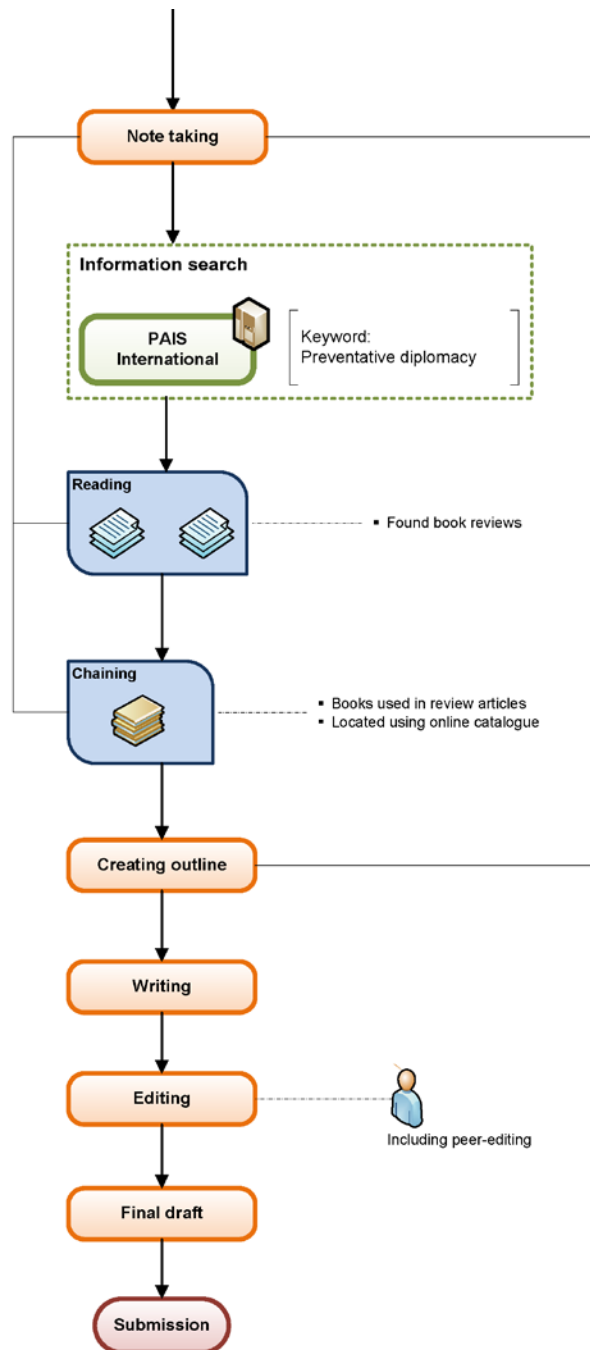 Note taking
Information search
PAIS
International
Keyword:
Preventative diplomacy
Reading
▪ Found book reviews
Chaining
▪ Books used in review articles
▪ Located using online catalogue
Creating outline
Writing
Editing
Including peer-editing
Final draft
Submission